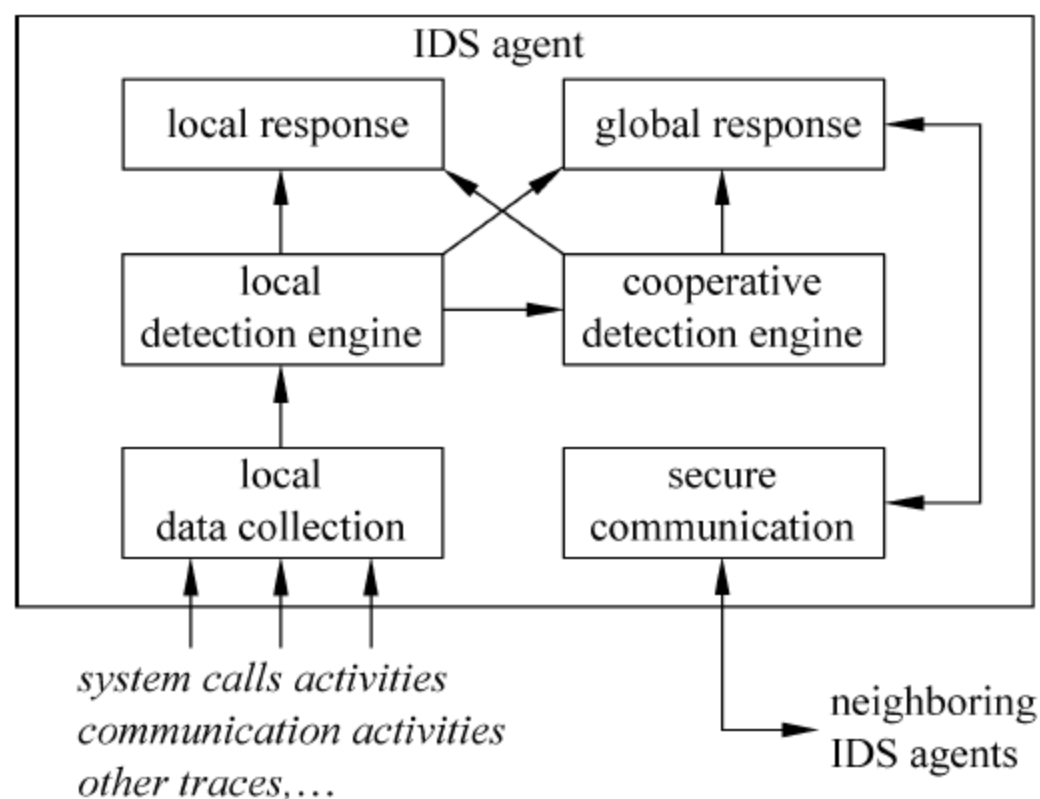 IDS agent
local response
global response
local
detection engine
cooperative
detection engine
local
data collection
secure
communication
system calls activities
communication activities
other traces,…
neighboring
IDS agents